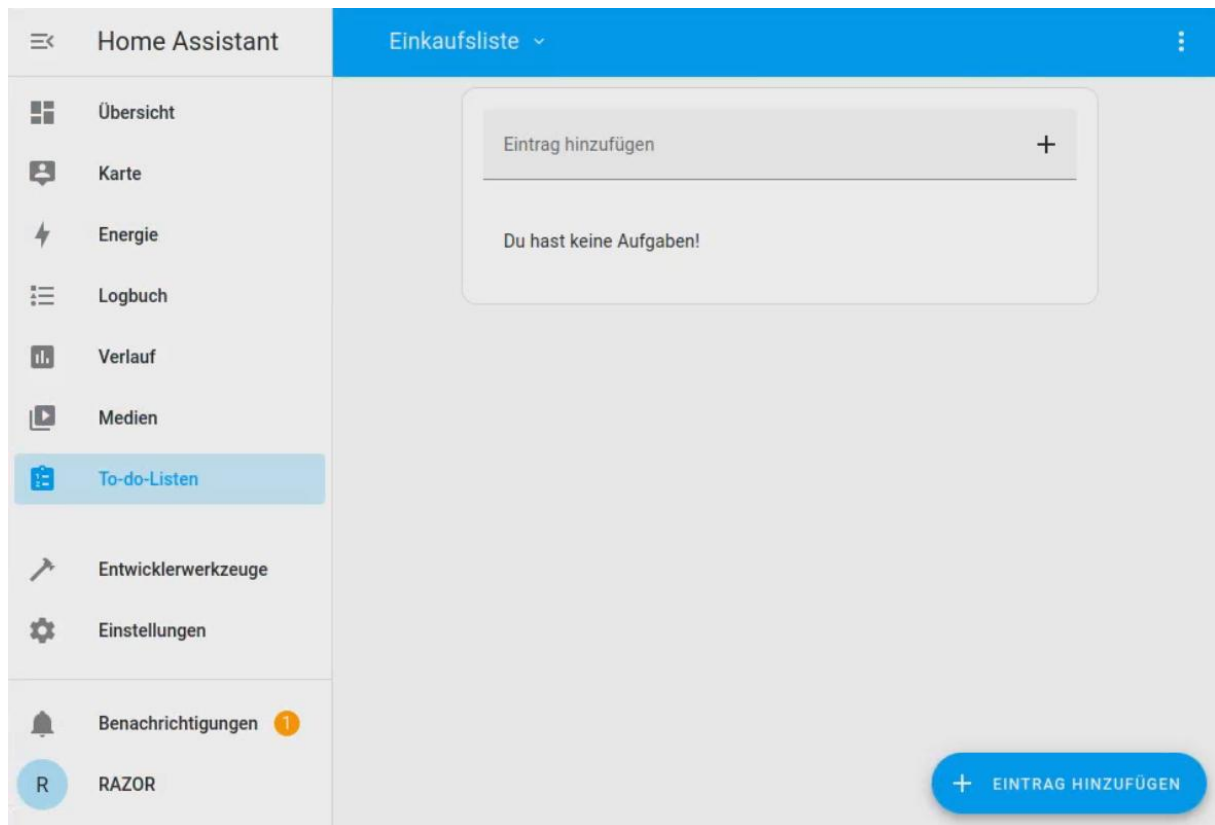 Home Assistant
Einkaufsliste
Übersicht
Karte
Energie
Logbuch
Verlauf
Medien
To-do-Listen
Entwicklerwerkzeuge
Einstellungen
Benachrichtigungen 1
R RAZOR
Eintrag hinzufügen
Du hast keine Aufgaben!
EINTRAG HINZUFÜGEN